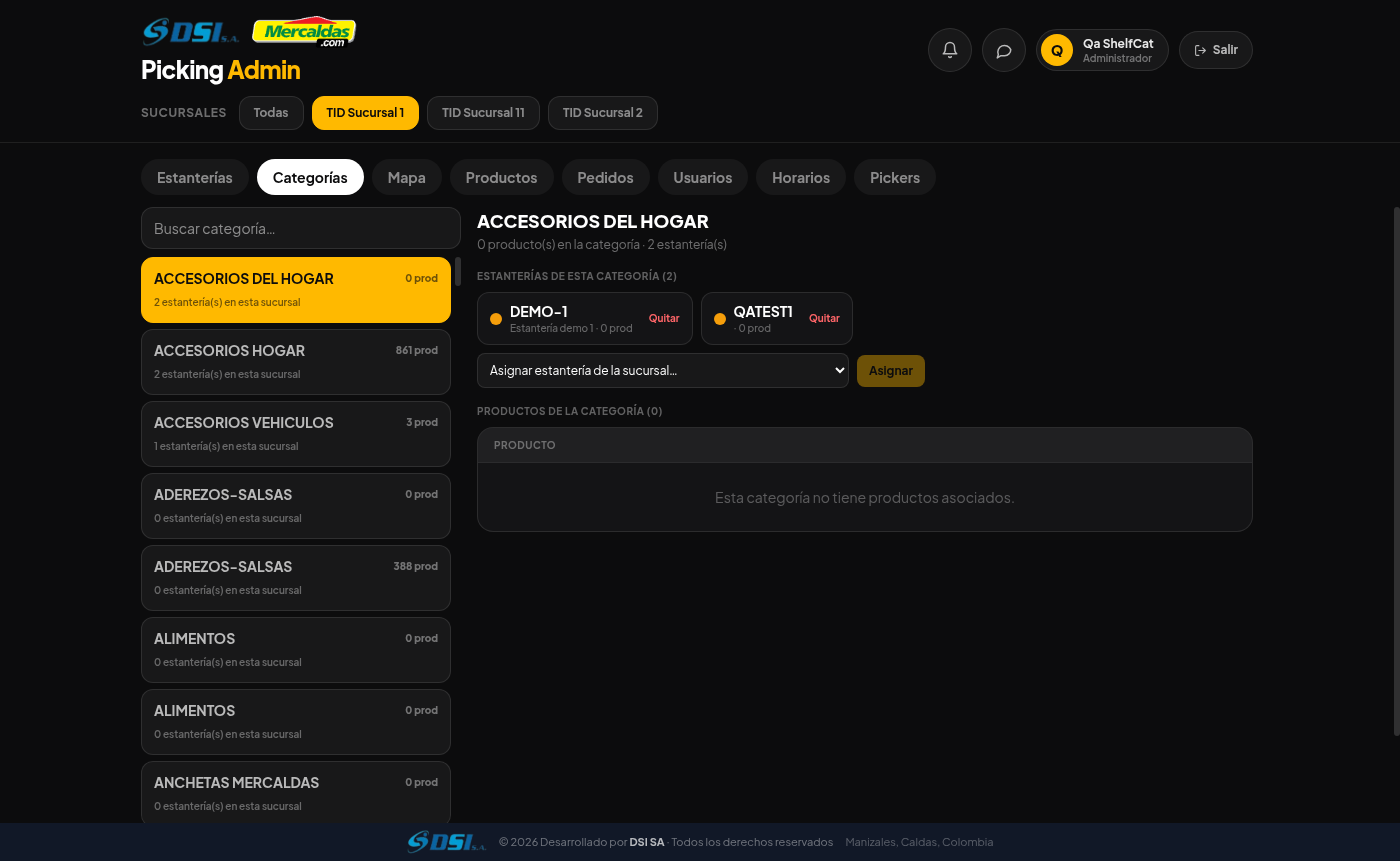 DSI S.A.
Mercaldas
.com
Picking Admin
Q
Qa ShelfCat
Administrador
Salir
SUCURSALES
Todas
TID Sucursal 1
TID Sucursal 11
TID Sucursal 2
Estanterías
Categorías
Mapa
Productos
Pedidos
Usuarios
Horarios
Pickers
Buscar categoría…
ACCESORIOS DEL HOGAR
0 prod
2 estantería(s) en esta sucursal
ACCESORIOS HOGAR
861 prod
2 estantería(s) en esta sucursal
ACCESORIOS VEHICULOS
3 prod
1 estantería(s) en esta sucursal
ADEREZOS-SALSAS
0 prod
0 estantería(s) en esta sucursal
ADEREZOS-SALSAS
388 prod
0 estantería(s) en esta sucursal
ALIMENTOS
0 prod
0 estantería(s) en esta sucursal
ALIMENTOS
0 prod
0 estantería(s) en esta sucursal
ANCHETAS MERCALDAS
0 prod
0 estantería(s) en esta sucursal
ACCESORIOS DEL HOGAR
0 producto(s) en la categoría · 2 estantería(s)
ESTANTERÍAS DE ESTA CATEGORÍA (2)
DEMO-1
Estantería demo 1 · 0 prod
Quitar
QATEST1
· 0 prod
Quitar
Asignar estantería de la sucursal…
Asignar
PRODUCTOS DE LA CATEGORÍA (0)
PRODUCTO
Esta categoría no tiene productos asociados.
DSI S.A.
© 2026 Desarrollado por DSI SA · Todos los derechos reservados
Manizales, Caldas, Colombia